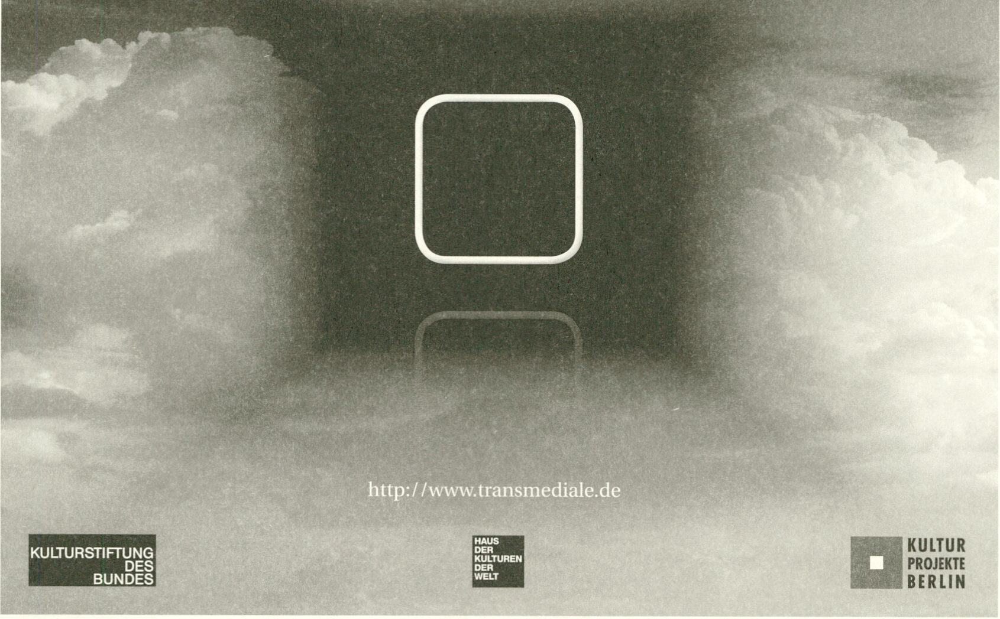 http://www.transmediale.de
KULTURSTIFTUNG
DES
BUNDES
HAUS
DER
KULTUREN
DER
WELT
KULTUR
PROJEKTE
BERLIN